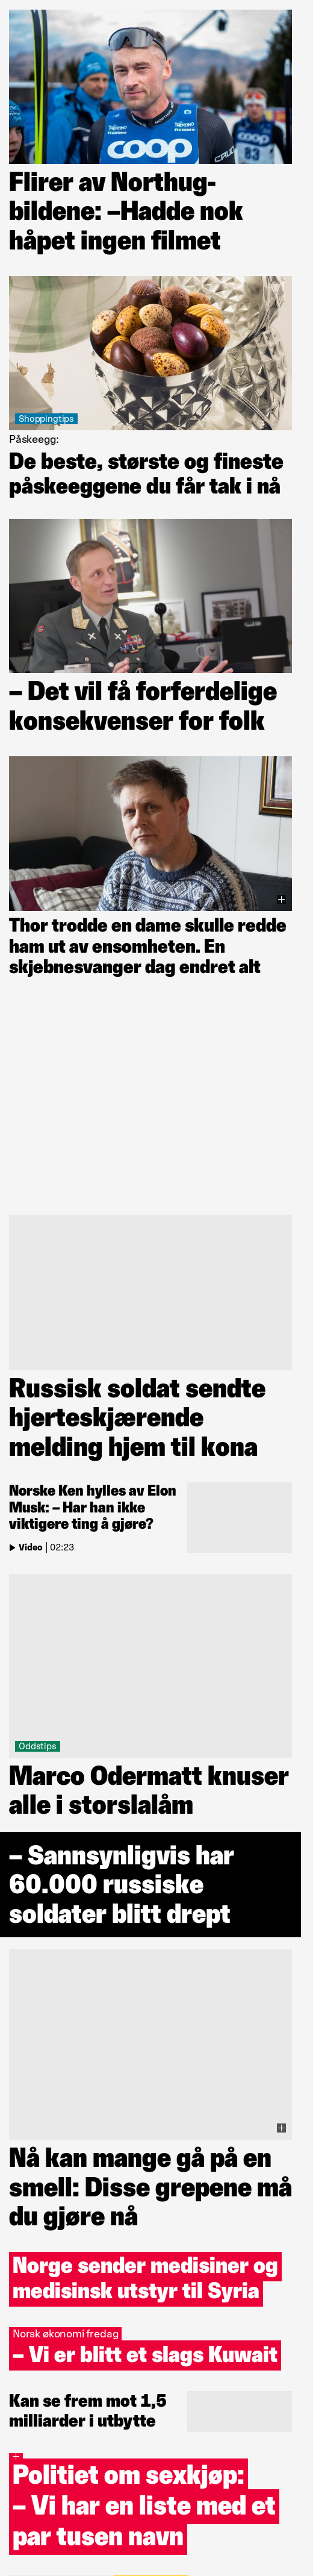 coop
Flirer av Northug-
bildene: –Hadde nok
håpet ingen filmet
Shoppingtips
Påskeegg:
De beste, største og fineste
påskeeggene du får tak i nå
– Det vil få forferdelige
konsekvenser for folk
Thor trodde en dame skulle redde
ham ut av ensomheten. En
skjebnesvanger dag endret alt
Russisk soldat sendte
hjerteskjærende
melding hjem til kona
Norske Ken hylles av Elon
Musk: – Har han ikke
viktigere ting å gjøre?
Video | 02:23
Oddstips
Marco Odermatt knuser
alle i storslalåm
– Sannsynligvis har
60.000 russiske
soldater blitt drept
Nå kan mange gå på en
smell: Disse grepene må
du gjøre nå
Norge sender medisiner og
medisinsk utstyr til Syria
Norsk økonomi fredag
– Vi er blitt et slags Kuwait
Kan se frem mot 1,5
milliarder i utbytte
Politiet om sexkjøp:
– Vi har en liste med et
par tusen navn